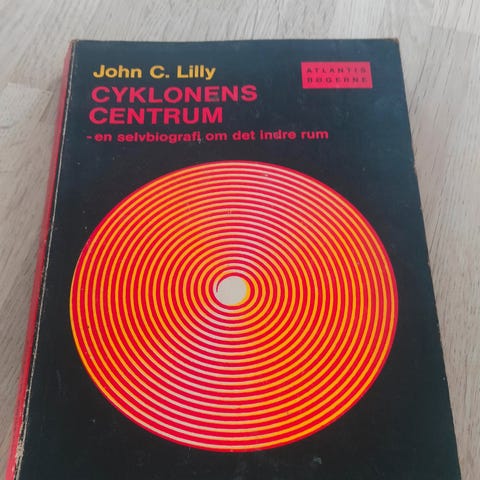 John C. Lilly
ATLANTIS
BØGERNE
CYKLONENS
CENTRUM
-en selvbiografi om det indre rum